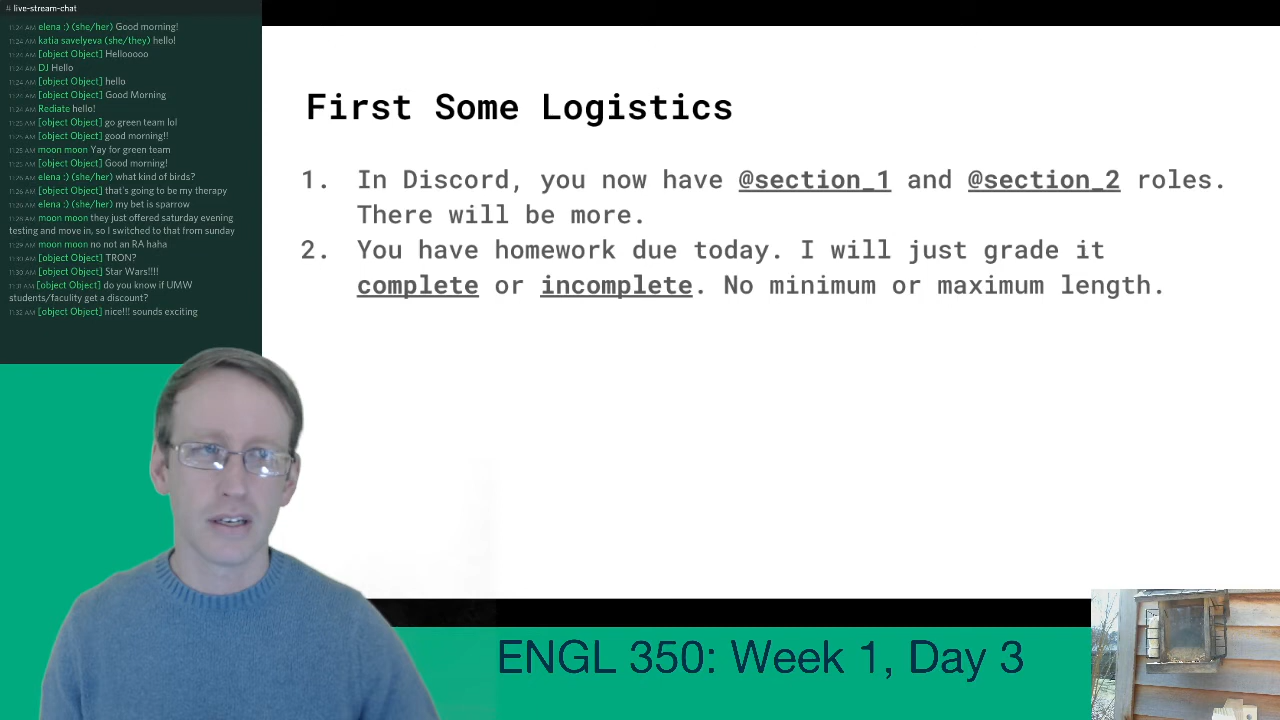 # live-stream-chat
11:24 AM elena :) (she/her) Good morning!
11:24 AM katia savelyeva (she/they) hello!
11:24 AM [object Object] Hellooooo
11:24 AM DJ Hello
11:24 AM [object Object] hello
11:24 AM [object Object] Good Morning
11:24 AM Rediate hello!
11:25 AM [object Object] go green team lol
11:25 AM [object Object] good morning!!
11:25 AM moon moon Yay for green team
11:25 AM [object Object] Good morning!
11:26 AM elena :) (she/her) what kind of birds?
11:26 AM [object Object] that's going to be my therapy
11:26 AM elena :) (she/her) my bet is sparrow
11:28 AM moon moon they just offered saturday evening
testing and move in, so I switched to that from sunday
11:29 AM moon moon no not an RA haha
11:30 AM [object Object] TRON?
11:30 AM [object Object] Star Wars!!!!
11:31 AM [object Object] do you know if UMW
students/faculity get a discount?
11:32 AM [object Object] nice!!! sounds exciting
First Some Logistics
1. In Discord, you now have @section_1 and @section_2 roles.
There will be more.
2. You have homework due today. I will just grade it
complete or incomplete. No minimum or maximum length.
ENGL 350: Week 1, Day 3